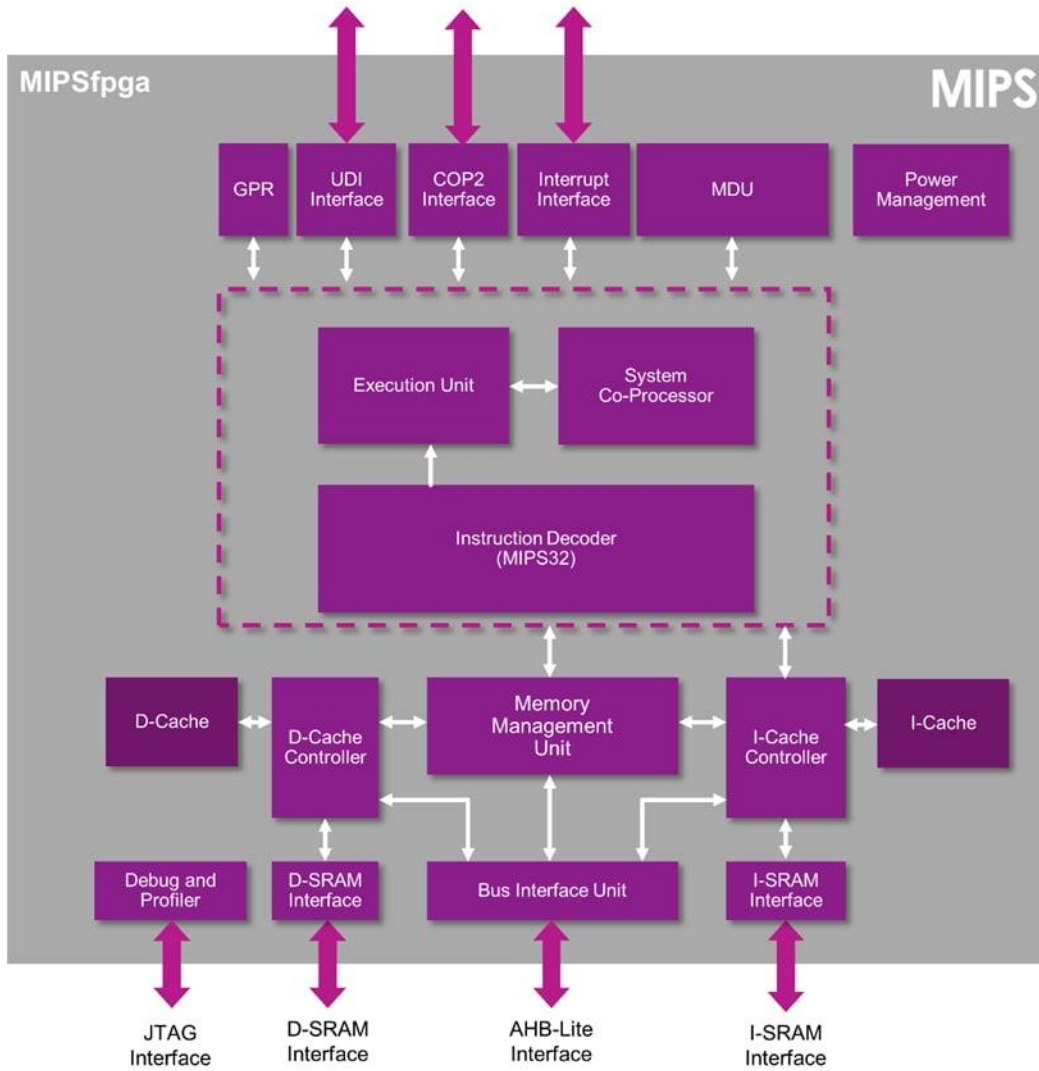 MIPSfpga
MIPS
GPR
UDI
Interface
COP2
Interface
Interrupt
Interface
MDU
Power
Management
Execution Unit
System
Co-Processor
Instruction Decoder
(MIPS32)
D-Cache
D-Cache
Controller
Memory
Management
Unit
I-Cache
Controller
I-Cache
Debug and
Profiler
D-SRAM
Interface
Bus Interface Unit
I-SRAM
Interface
JTAG
Interface
D-SRAM
Interface
AHB-Lite
Interface
I-SRAM
Interface